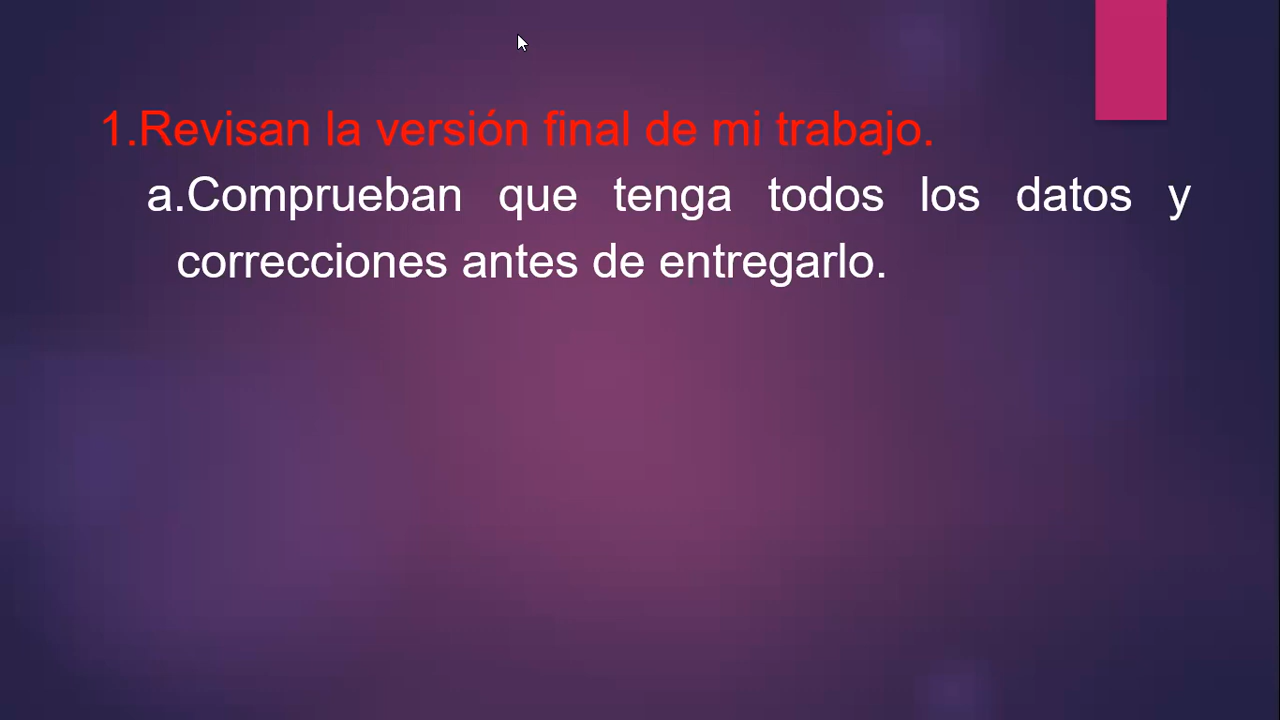 1.Revisan la versión final de mi trabajo.
a.Comprueban que tenga todos los datos y
correcciones antes de entregarlo.